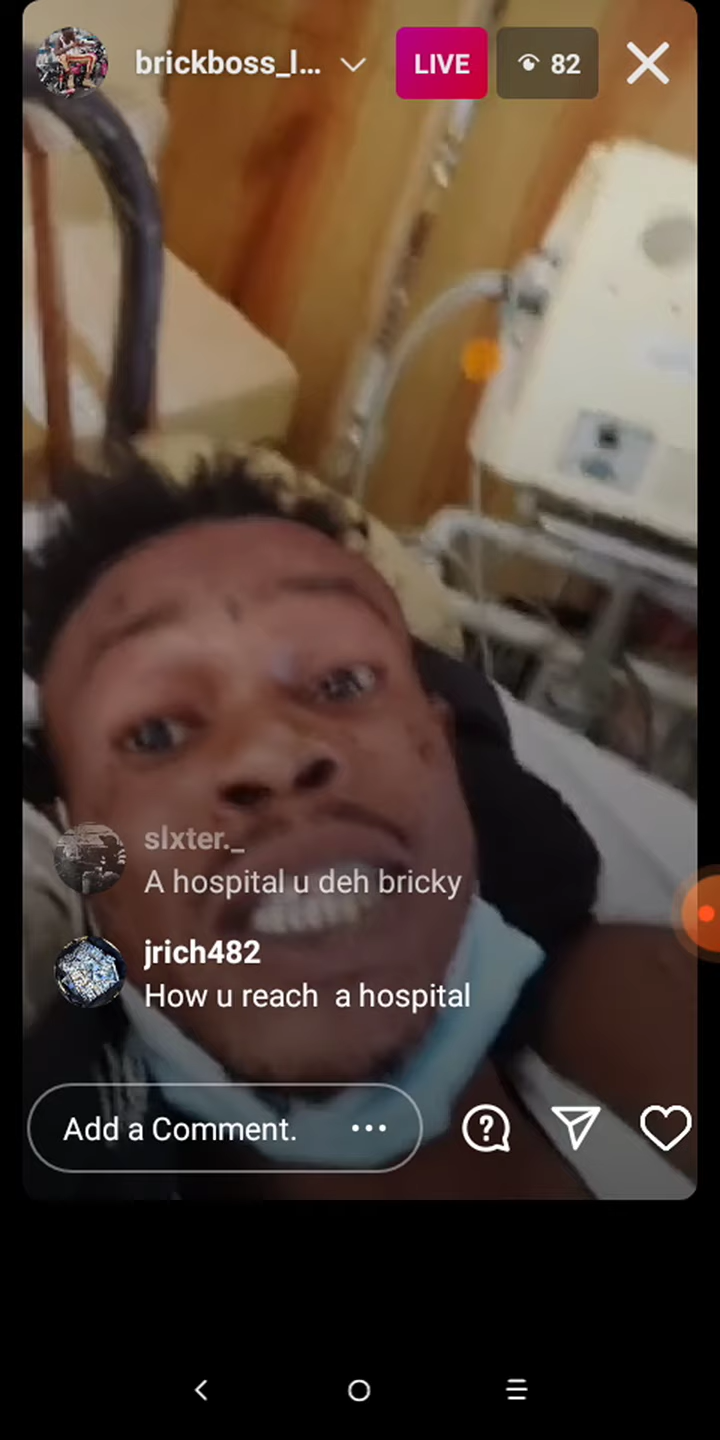 brickboss_l...
LIVE
82
slxter._
A hospital u deh bricky
jrich482
How u reach a hospital
Add a Comment.